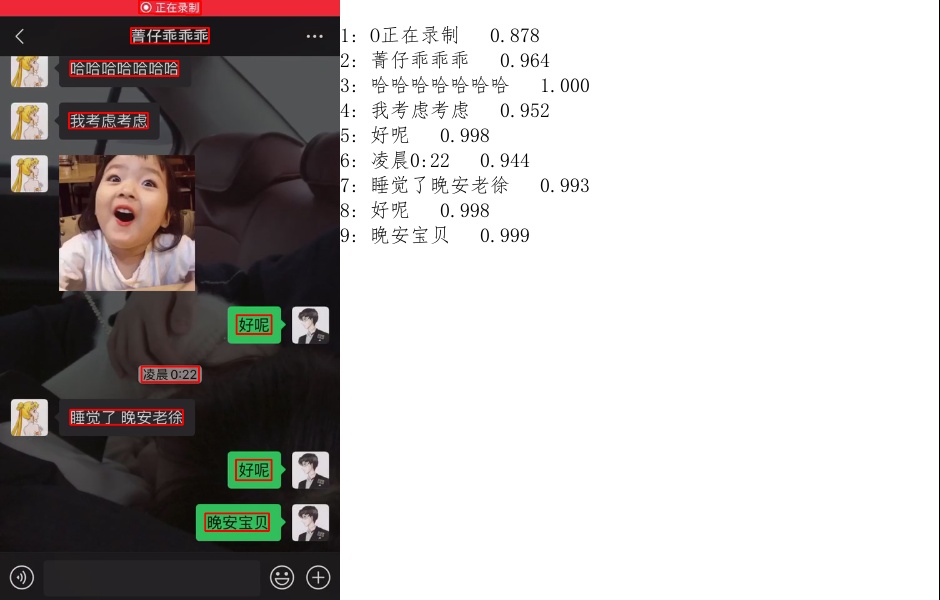 正在录制
菁仔乖乖乖
哈哈哈哈哈哈哈
我考虑考虑
好呢
凌晨0:22
睡觉了 晚安老徐
好呢
晚安宝贝
1: O正在录制 0.878
2: 菁仔乖乖乖 0.964
3: 哈哈哈哈哈哈哈 1.000
4: 我考虑考虑 0.952
5: 好呢 0.998
6: 凌晨0:22 0.944
7: 睡觉了晚安老徐 0.993
8: 好呢 0.998
9: 晚安宝贝 0.999